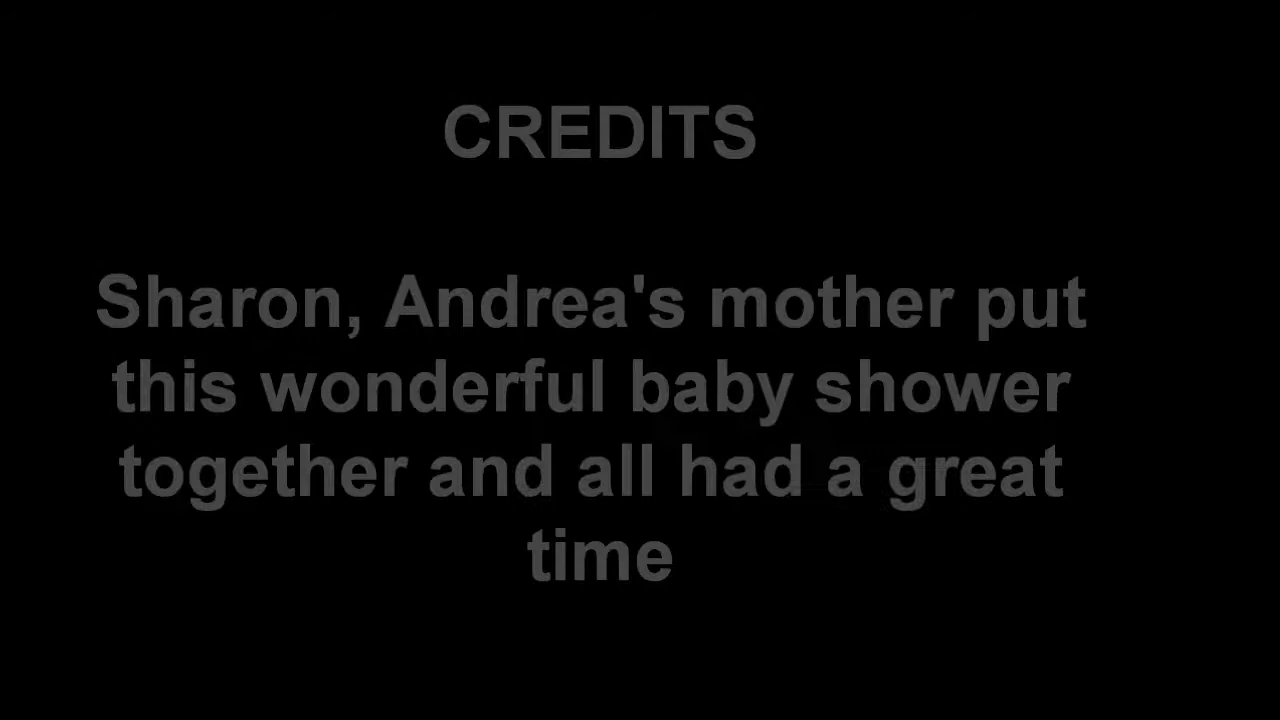 CREDITS
Sharon, Andrea's mother put
this wonderful baby shower
together and all had a great
time